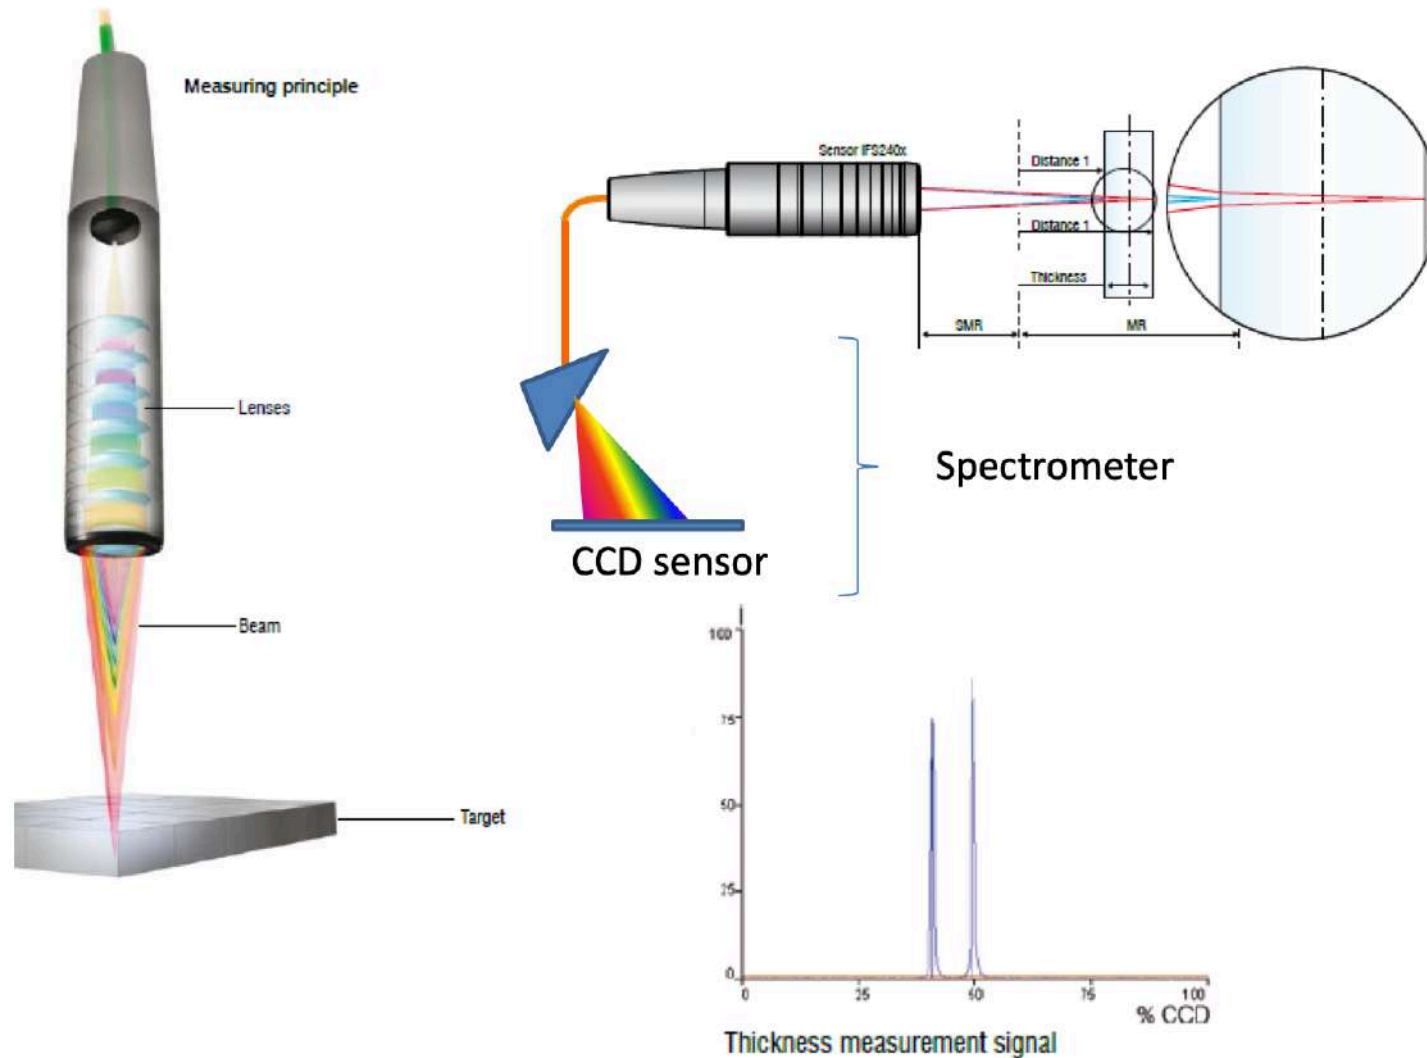 Measuring principle
Lenses
Beam
Target
Sensor IFS240x
Distance 1
Distance 1
Thickness
SMR
MR
Spectrometer
CCD sensor
I
100
75
50
25
0
0
25
50
75
100
% CCD
Thickness measurement signal